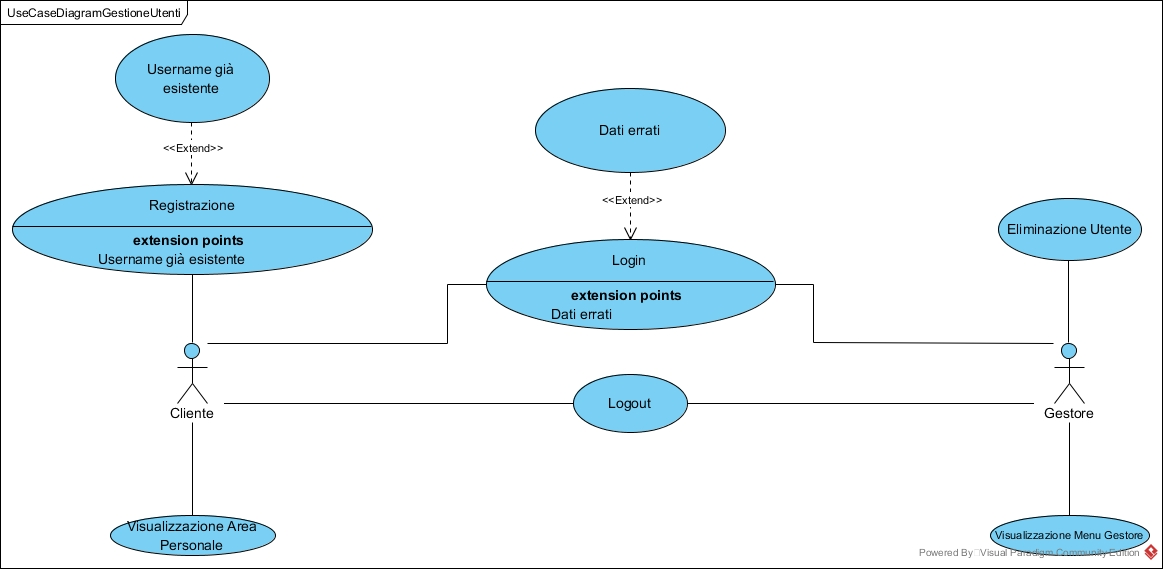 UseCaseDiagramGestioneUtenti
Username già
esistente
<<Extend>>
Registrazione
extension points
Username già esistente
Dati errati
<<Extend>>
Login
extension points
Dati errati
Eliminazione Utente
Cliente
Logout
Gestore
Visualizzazione Area
Personale
Visualizzazione Menu Gestore
Powered By Visual Paradigm Community Edition